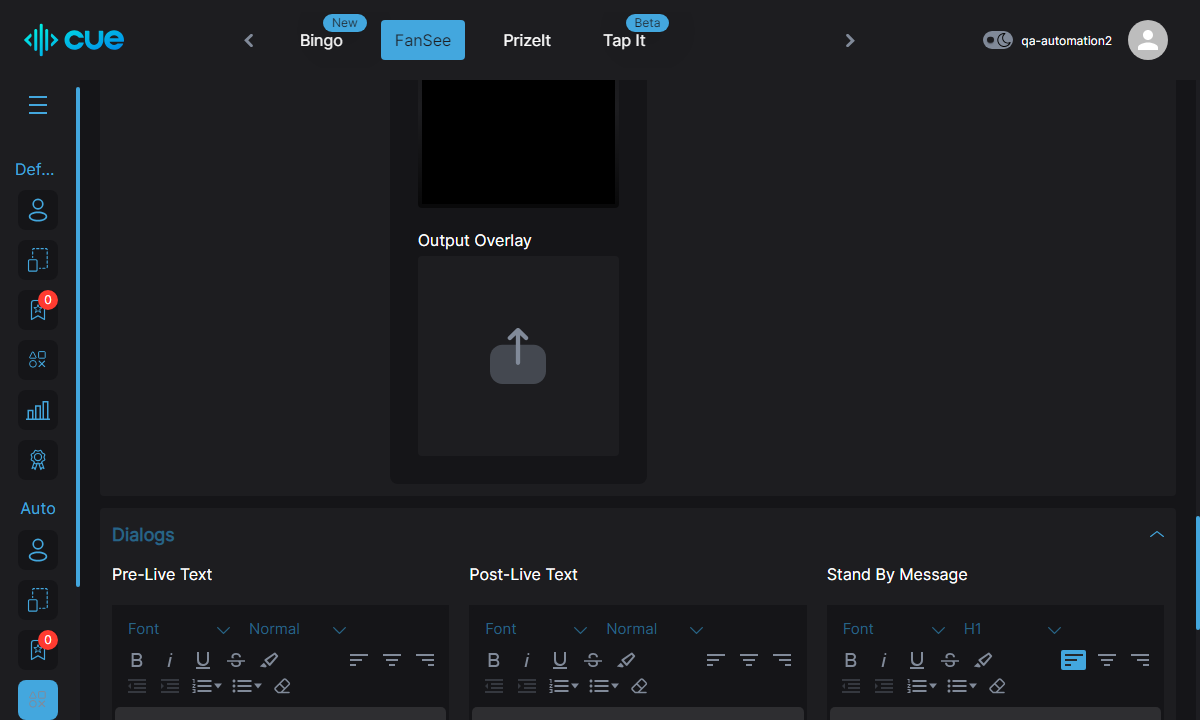 cue
Bingo
New
FanSee
PrizeIt
Tap It
Beta
qa-automation2
Def...
0
Auto
0
Output Overlay
Dialogs
Pre-Live Text
Post-Live Text
Stand By Message
Font
Normal
Font
Normal
Font
H1